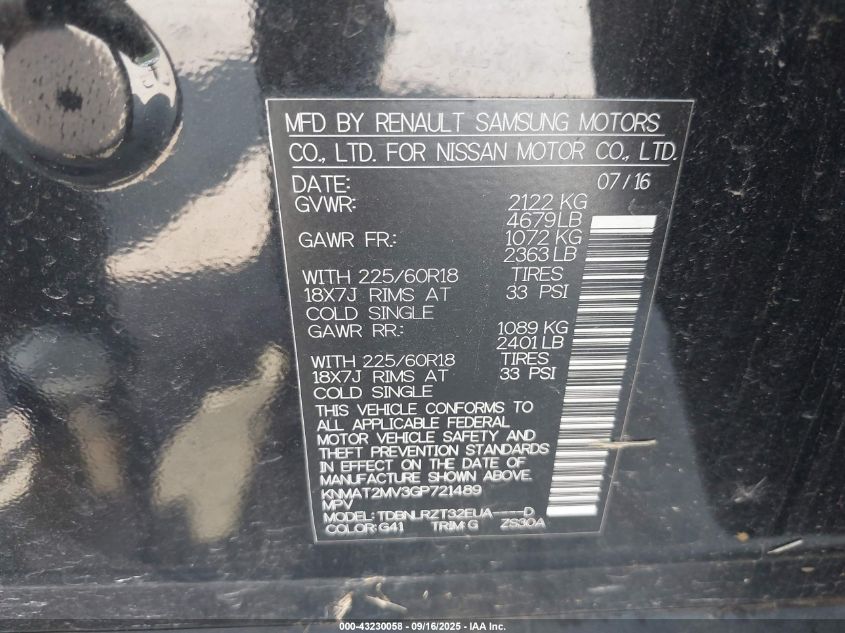 MFD BY RENAULT SAMSUNG MOTORS
CO., LTD. FOR NISSAN MOTOR CO., LTD.
DATE: 07/16
GVWR: 2122 KG
4679 LB
GAWR FR.: 1072 KG
2363 LB
WITH 225/60R18 TIRES
18X7J RIMS AT 33 PSI
COLD SINGLE
GAWR RR.: 1089 KG
2401 LB
WITH 225/60R18 TIRES
18X7J RIMS AT 33 PSI
COLD SINGLE
THIS VEHICLE CONFORMS TO
ALL APPLICABLE FEDERAL
MOTOR VEHICLE SAFETY AND
THEFT PREVENTION STANDARDS
IN EFFECT ON THE DATE OF
MANUFACTURE SHOWN ABOVE.
KNMAT2MV3GP721489
MPV
MODEL: TDBNLRZT32EUA----D
COLOR: G41 TRIM: G ZS30A
000-43230058 - 09/16/2025 - IAA Inc.